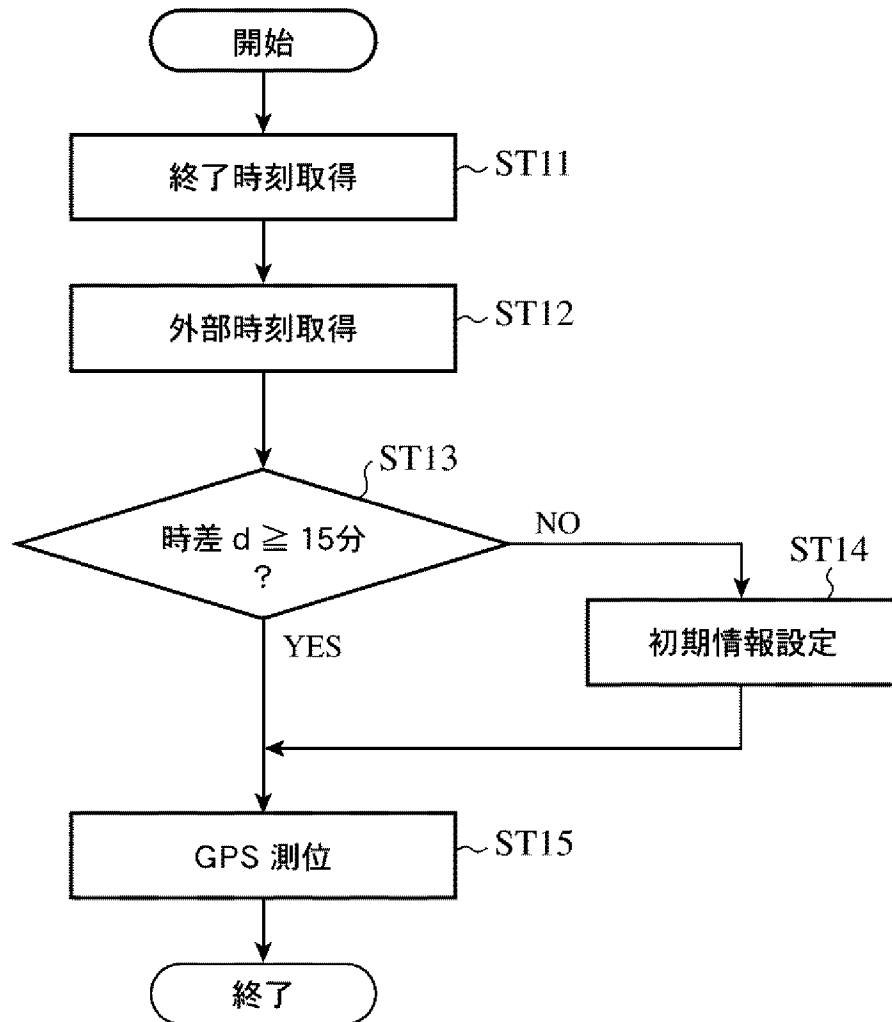 開始
終了時刻取得
ST11
外部時刻取得
ST12
ST13
時差 d ≧ 15分
?
NO
ST14
初期情報設定
YES
GPS 測位
ST15
終了